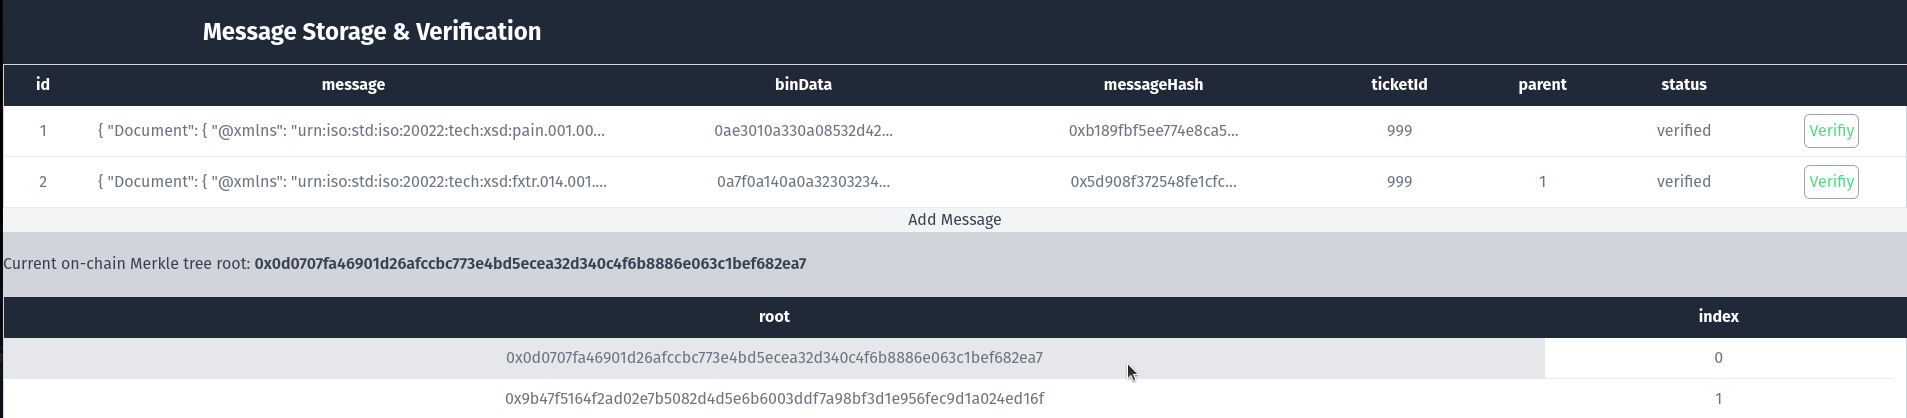 Message Storage & Verification
id message binData messageHash ticketId parent status
1 { "Document": { "@xmlns": "urn:iso:std:iso:20022:tech:xsd:pain.001.00... 0ae3010a330a08532d42... 0xb189fbf5ee774e8ca5... 999 verified Verifiy
2 { "Document": { "@xmlns": "urn:iso:std:iso:20022:tech:xsd:fxtr.014.001.... 0a7f0a140a0a32303234... 0x5d908f372548fe1cfc... 999 1 verified Verifiy
Add Message
Current on-chain Merkle tree root: 0x0d0707fa46901d26afccbc773e4bd5ecea32d340c4f6b8886e063c1bef682ea7
root index
0x0d0707fa46901d26afccbc773e4bd5ecea32d340c4f6b8886e063c1bef682ea7 0
0x9b47f5164f2ad02e7b5082d4d5e6b6003ddf7a98bf3d1e956fec9d1a024ed16f 1